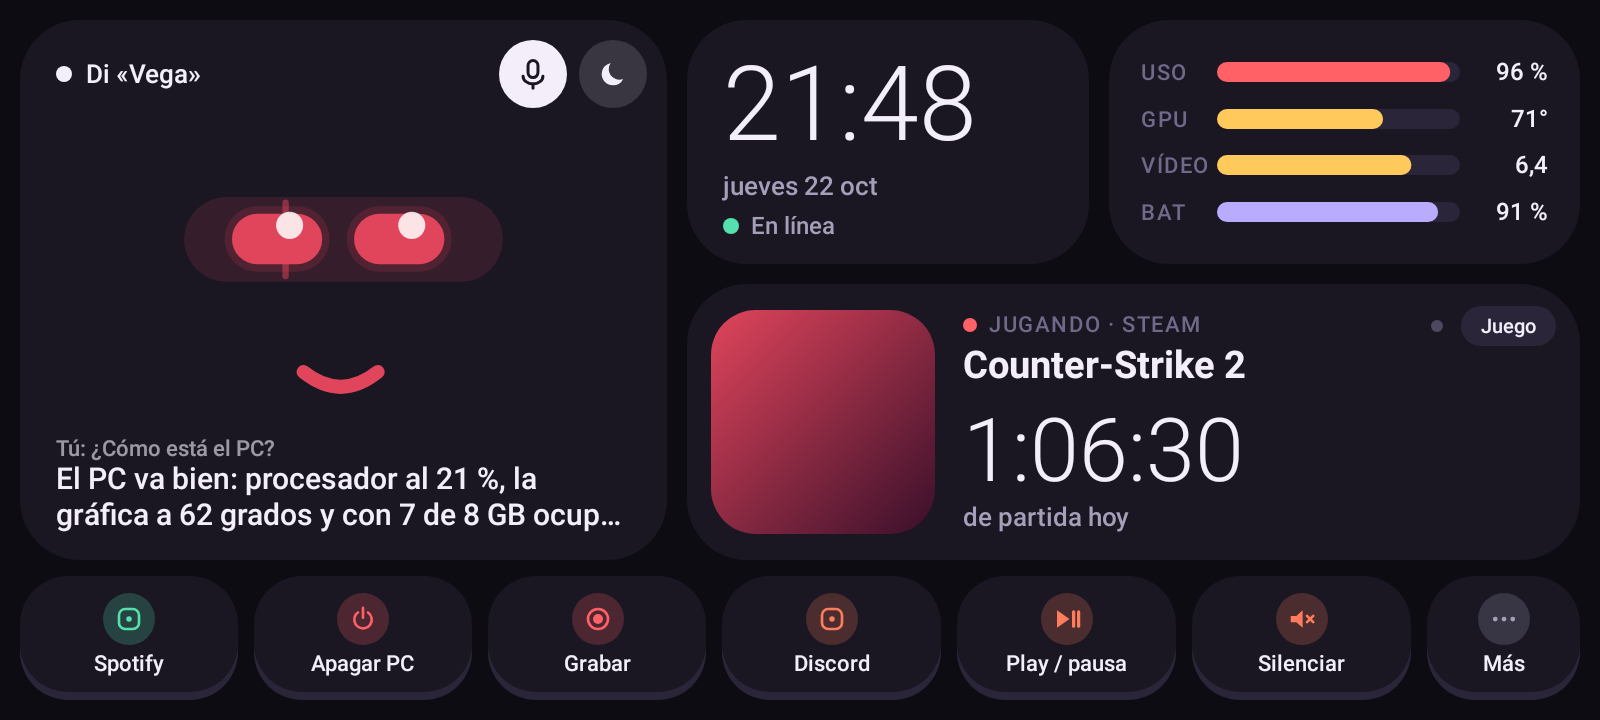 Di «Vega»
Tú: ¿Cómo está el PC?
El PC va bien: procesador al 21 %, la
gráfica a 62 grados y con 7 de 8 GB ocup...
21:48
jueves 22 oct
En línea
USO 96 %
GPU 71°
VÍDEO 6,4
BAT 91 %
JUGANDO · STEAM
Juego
Counter-Strike 2
1:06:30
de partida hoy
Spotify
Apagar PC
Grabar
Discord
Play / pausa
Silenciar
Más